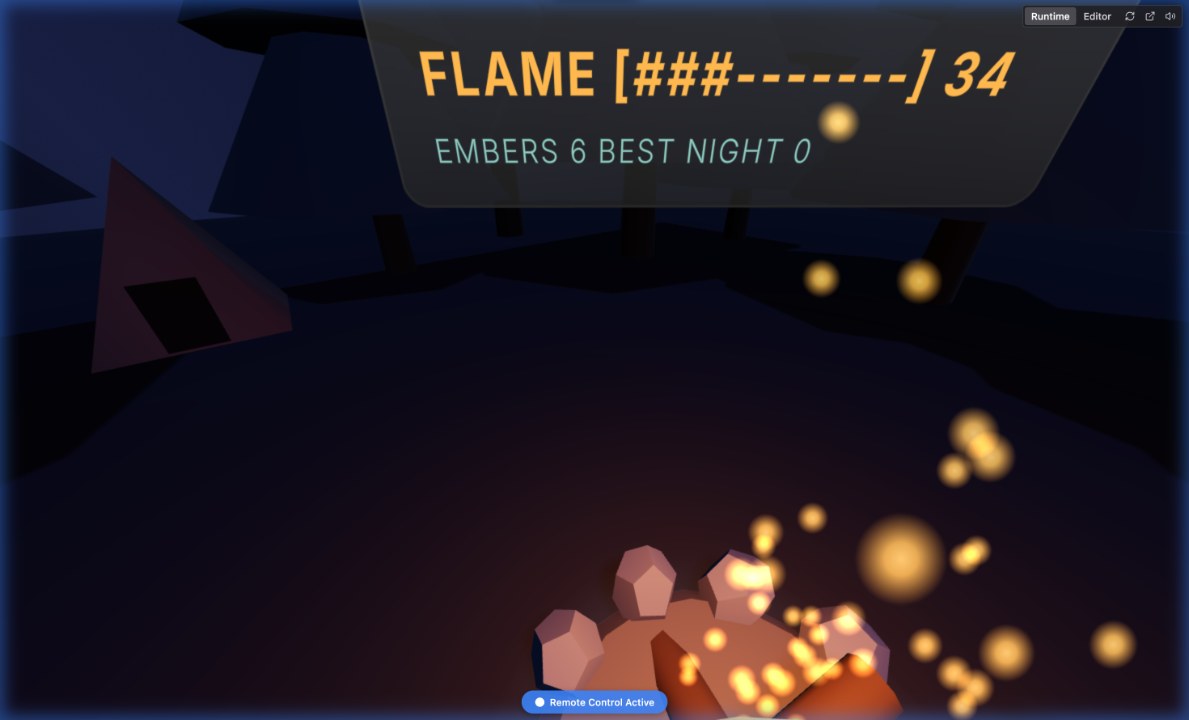 Runtime Editor
FLAME [###-------] 34
EMBERS 6 BEST NIGHT 0
Remote Control Active